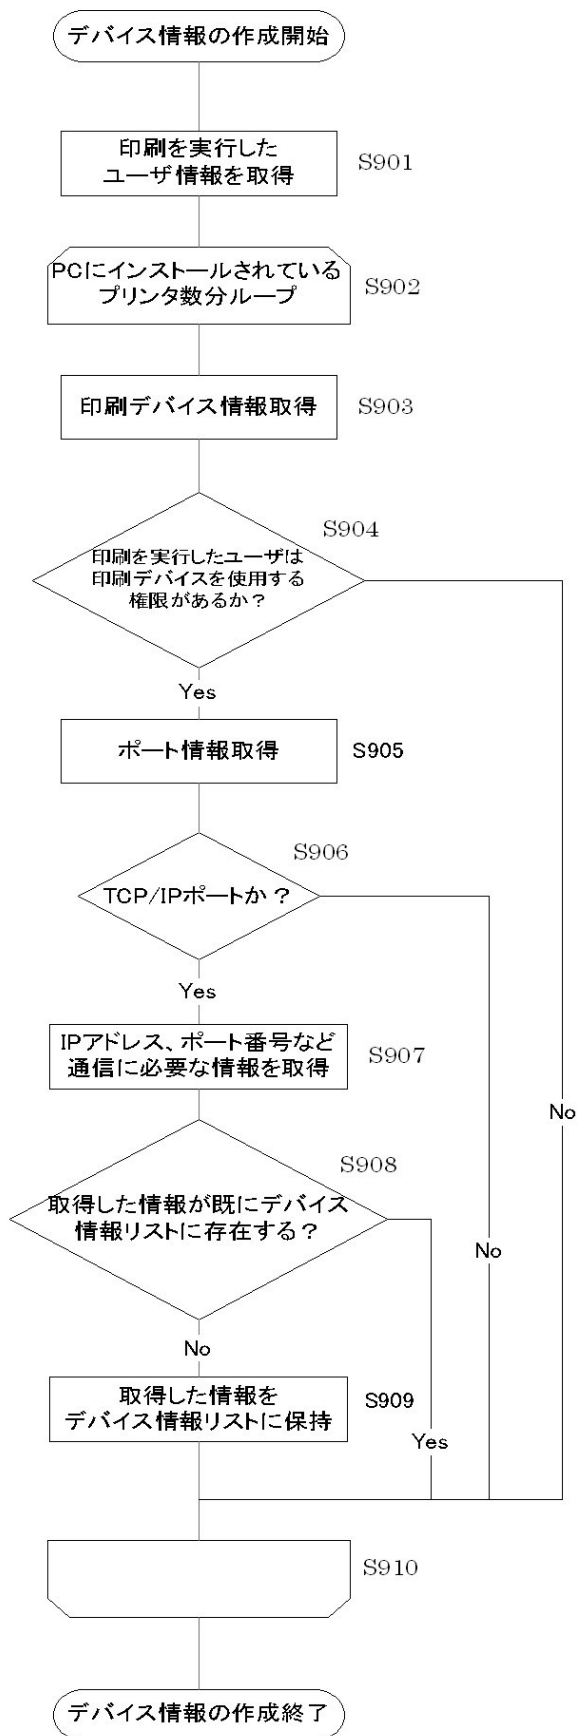 デバイス情報の作成開始
印刷を実行した
ユーザ情報を取得
S901
PCにインストールされている
プリンタ数分ループ
S902
印刷デバイス情報取得
S903
S904
印刷を実行したユーザは
印刷デバイスを使用する
権限があるか？
Yes
ポート情報取得
S905
S906
TCP/IPポートか？
Yes
IPアドレス、ポート番号など
通信に必要な情報を取得
S907
No
S908
取得した情報が既にデバイス
情報リストに存在する？
No
No
取得した情報を
デバイス情報リストに保持
S909
Yes
S910
デバイス情報の作成終了